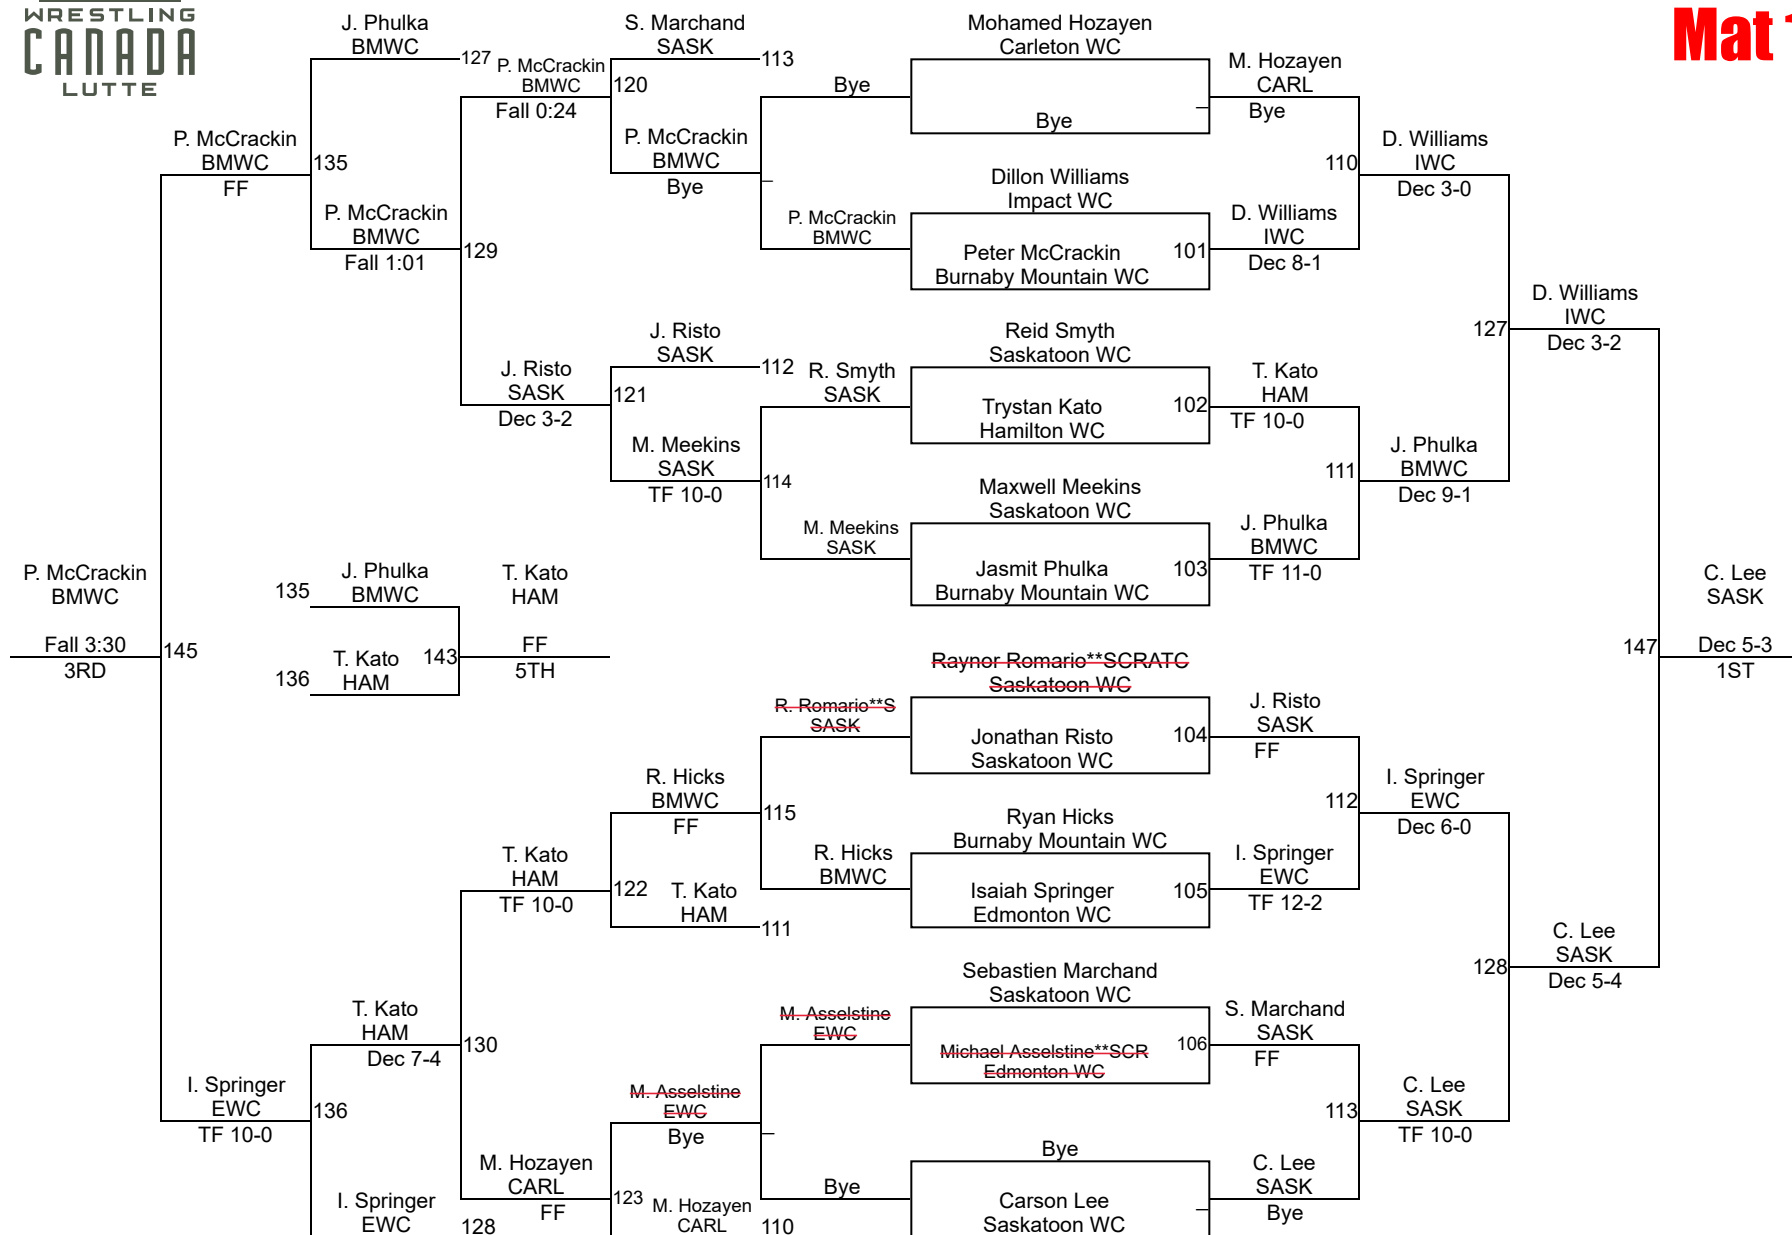 WRESTLING
CANADA
LUTTE
Mat
J. Phulka
BMWC
127
P. McCrackin
BMWC
Fall 0:24
S. Marchand
SASK
113
120
P. McCrackin
BMWC
Bye
P. McCrackin
BMWC
FF
135
P. McCrackin
BMWC
Fall 1:01
129
Bye
P. McCrackin
BMWC
Mohamed Hozayen
Carleton WC
Bye
Dillon Williams
Impact WC
Peter McCrackin
Burnaby Mountain WC
101
M. Hozayen
CARL
Bye
D. Williams
IWC
Dec 8-1
110
D. Williams
IWC
Dec 3-0
J. Risto
SASK
Dec 3-2
J. Risto
SASK
112
121
M. Meekins
SASK
TF 10-0
R. Smyth
SASK
114
M. Meekins
SASK
Reid Smyth
Saskatoon WC
Trystan Kato
Hamilton WC
102
Maxwell Meekins
Saskatoon WC
Jasmit Phulka
Burnaby Mountain WC
103
T. Kato
HAM
TF 10-0
J. Phulka
BMWC
TF 11-0
111
J. Phulka
BMWC
Dec 9-1
127
D. Williams
IWC
Dec 3-2
P. McCrackin
BMWC
Fall 3:30
3RD
145
135
J. Phulka
BMWC
136
T. Kato
HAM
143
T. Kato
HAM
FF
5TH
147
C. Lee
SASK
Dec 5-3
1ST
R. Romario**S
SASK
Raynor Romario**SCRATC
Saskatoon WC
Jonathan Risto
Saskatoon WC
104
J. Risto
SASK
FF
R. Hicks
BMWC
FF
115
R. Hicks
BMWC
Ryan Hicks
Burnaby Mountain WC
Isaiah Springer
Edmonton WC
105
I. Springer
EWC
TF 12-2
112
I. Springer
EWC
Dec 6-0
T. Kato
HAM
TF 10-0
122
T. Kato
HAM
111
T. Kato
HAM
Dec 7-4
130
I. Springer
EWC
TF 10-0
136
I. Springer
EWC
128
M. Asselstine
EWC
Sebastien Marchand
Saskatoon WC
Michael Asselstine**SCR
Edmonton WC
106
S. Marchand
SASK
FF
M. Asselstine
EWC
Bye
M. Hozayen
CARL
FF
123
M. Hozayen
CARL
110
Bye
Bye
Carson Lee
Saskatoon WC
C. Lee
SASK
Bye
113
C. Lee
SASK
TF 10-0
128
C. Lee
SASK
Dec 5-4